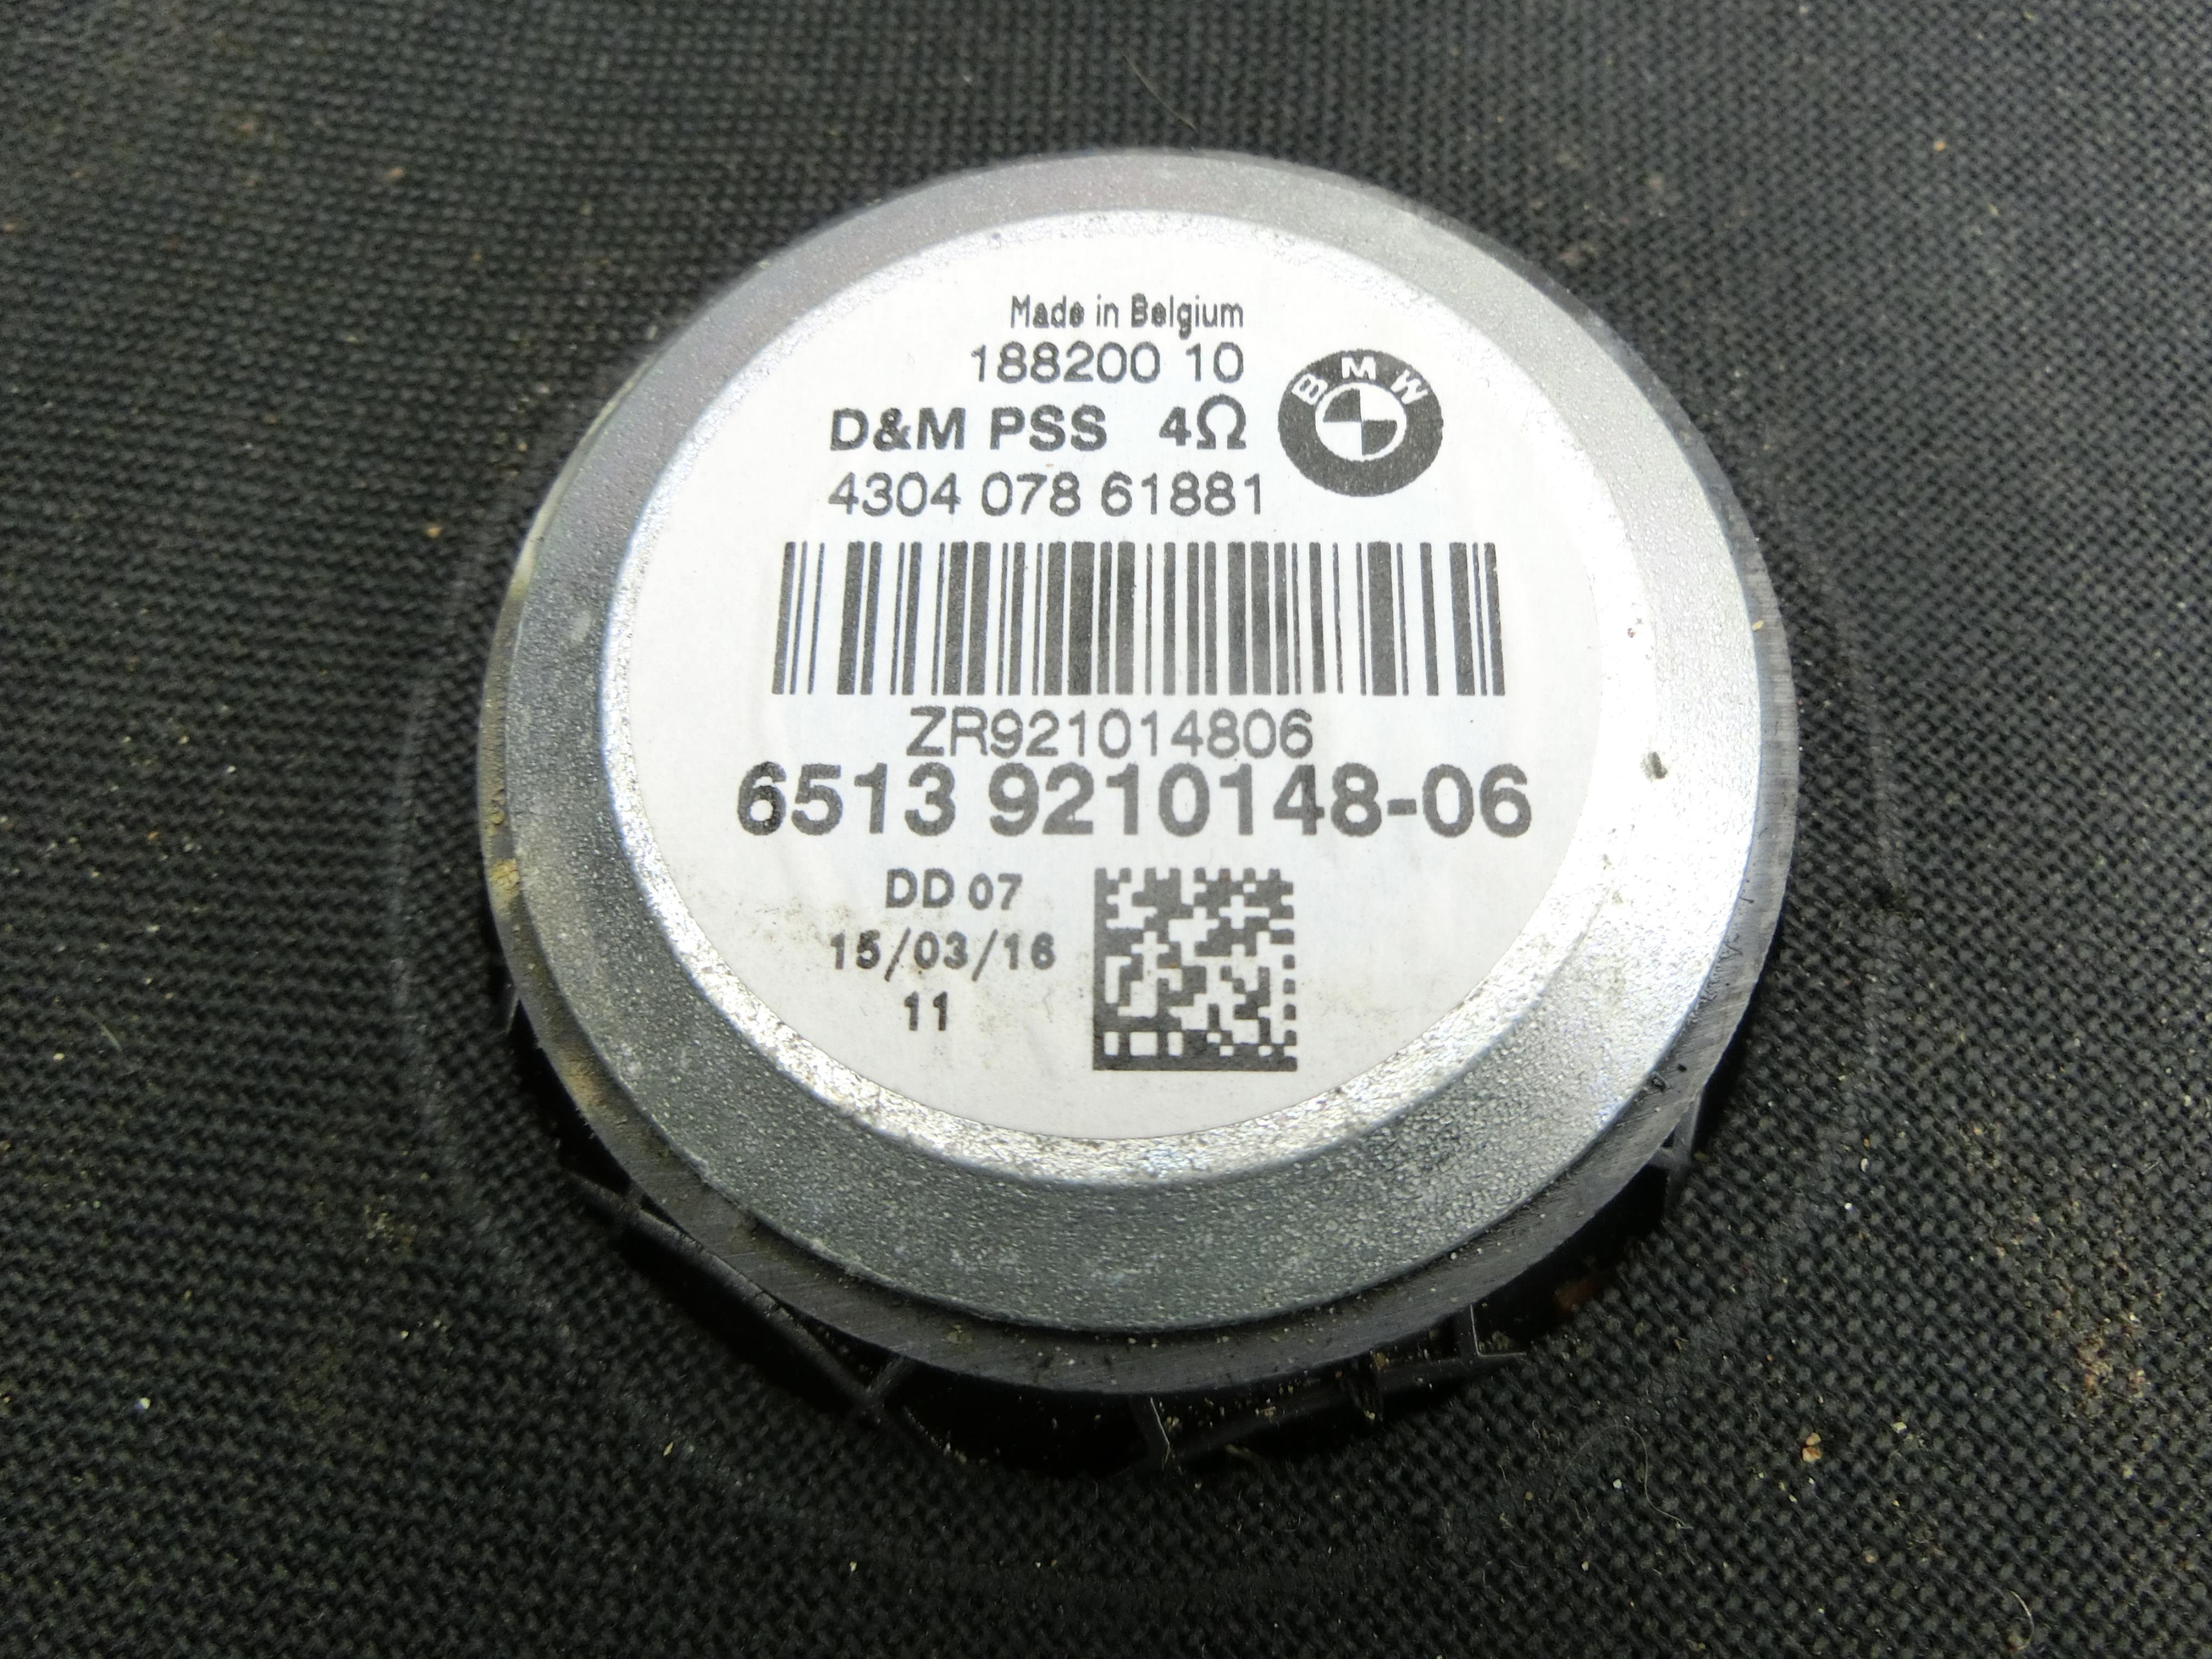 Made in Belgium
188200 10
BMW
D&M PSS 4Ω
4304 078 61881
ZR921014806
6513 9210148-06
DD 07
15/03/16
11